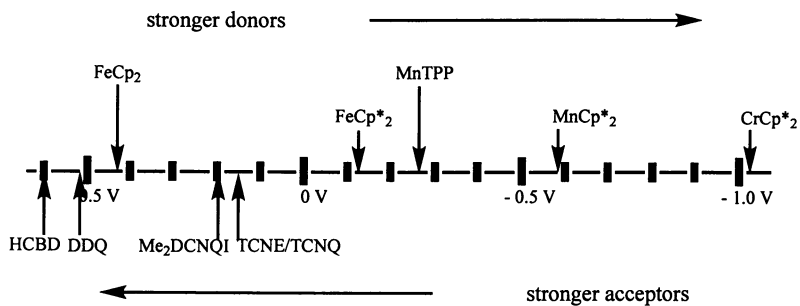 stronger donors
FeCp₂ MnTPP
FeCp*₂ MnCp*₂ CrCp*₂
0.5 V 0 V - 0.5 V - 1.0 V
HCBD DDQ Me₂DCNQI TCNE/TCNQ
stronger acceptors